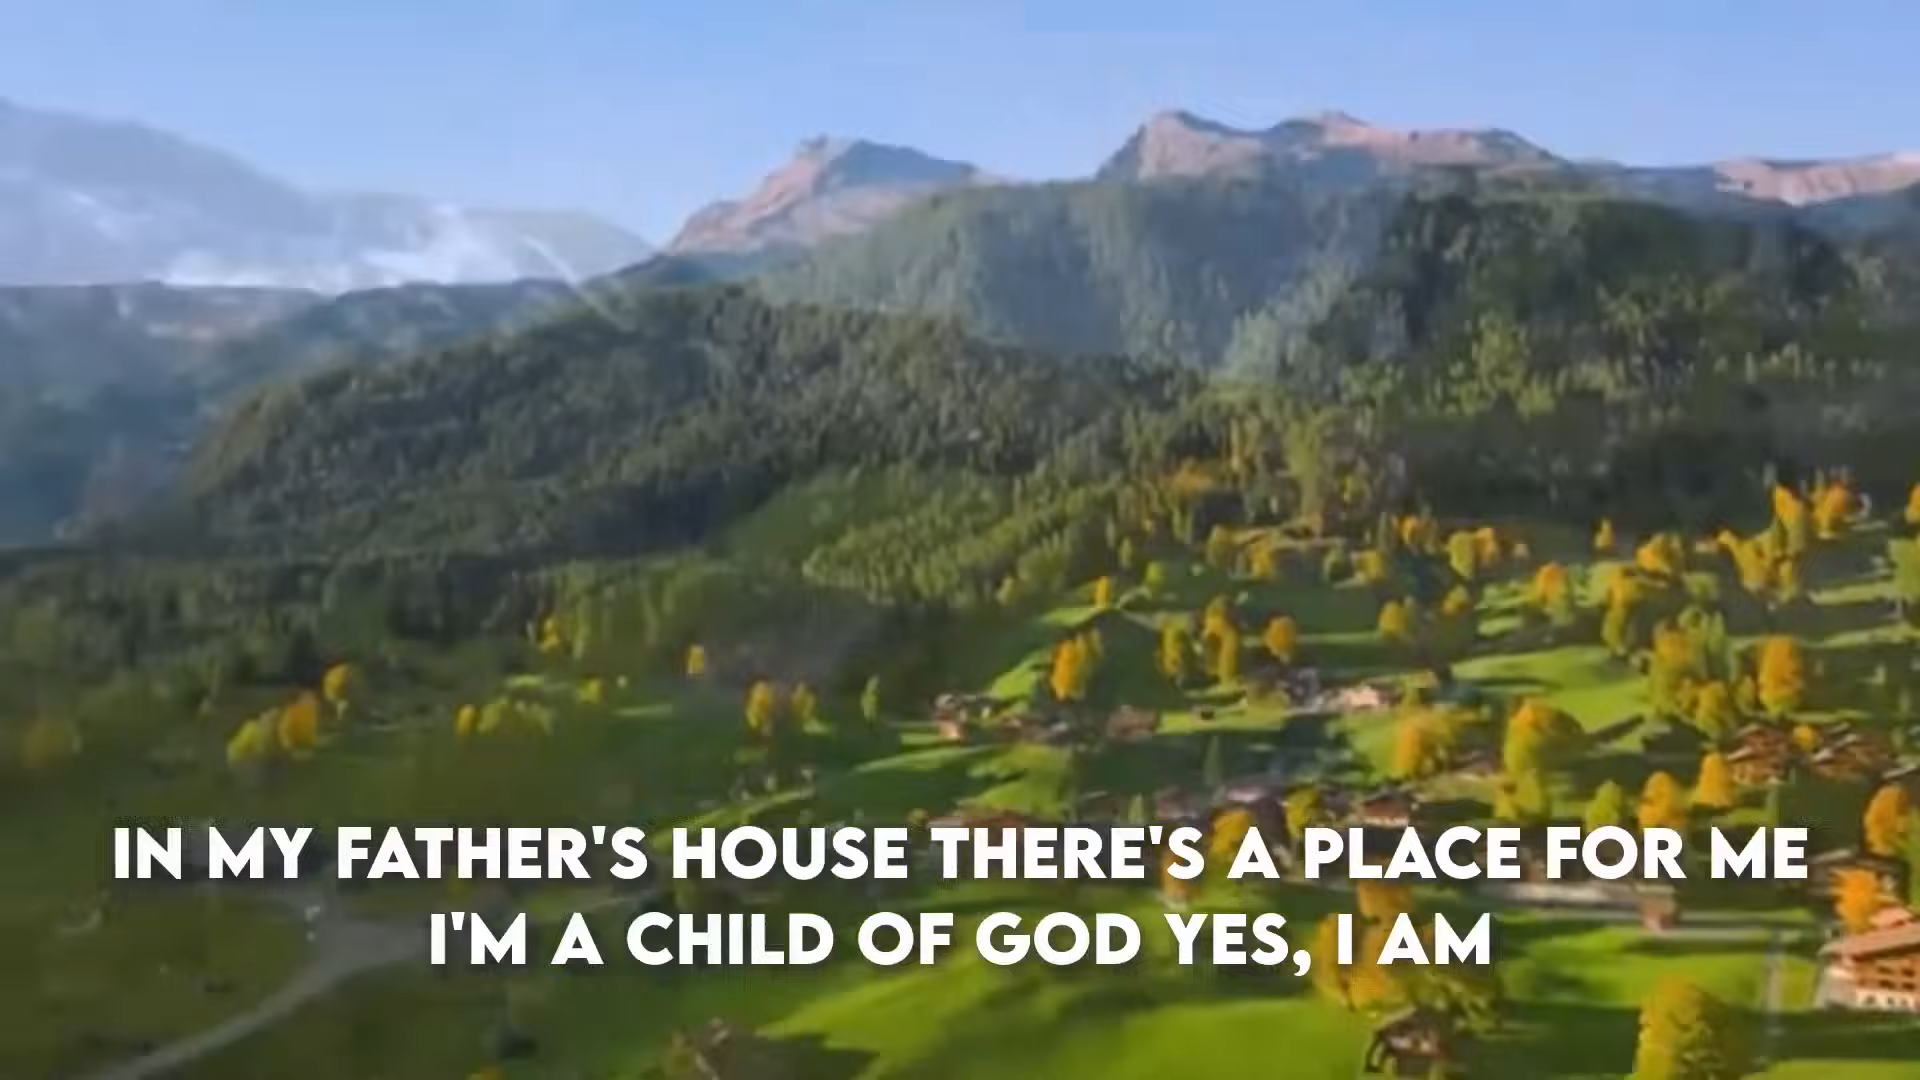 IN MY FATHER'S HOUSE THERE'S A PLACE FOR ME
I'M A CHILD OF GOD YES, I AM